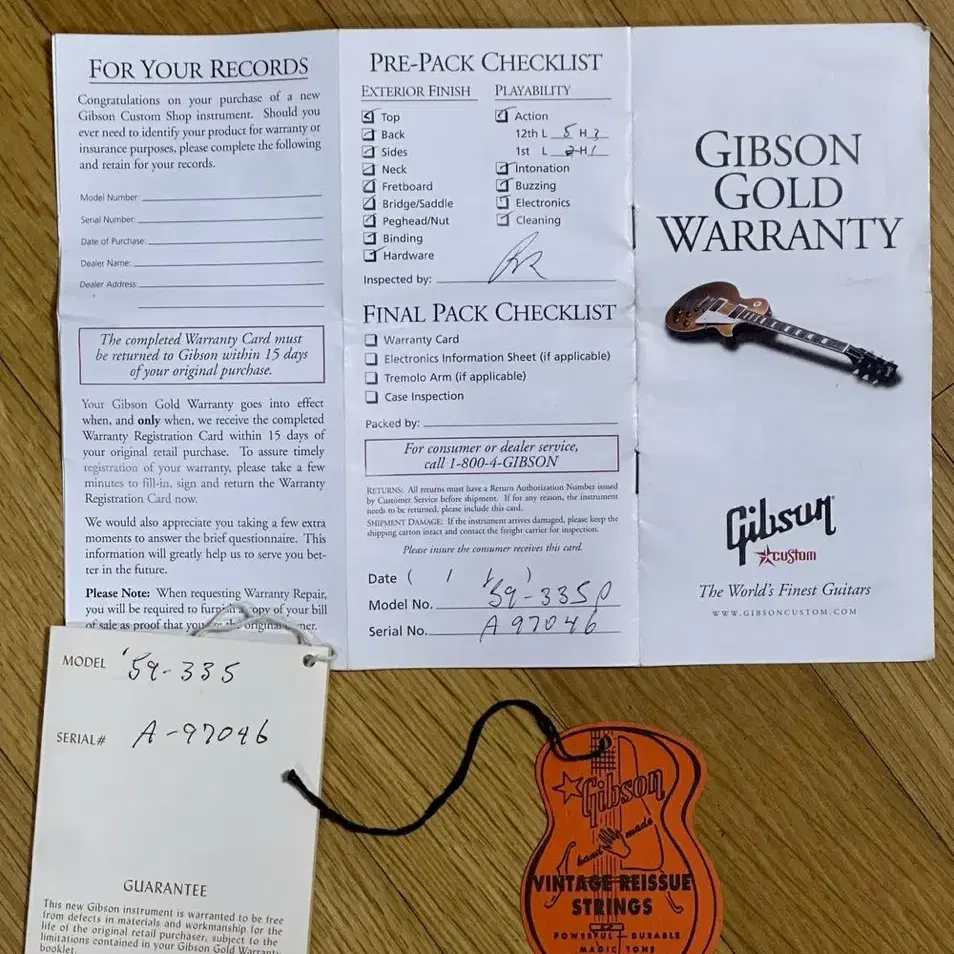 FOR YOUR RECORDS
Congratulations on your purchase of a new
Gibson Custom Shop instrument. Should you
ever need to identify your product for warranty or
insurance purposes, please complete the following
and retain for your records.
Model Number:
Serial Number:
Date of Purchase:
Dealer Name:
Dealer Address:
The completed Warranty Card must
be returned to Gibson within 15 days
of your original purchase.
Your Gibson Gold Warranty goes into effect
when, and only when, we receive the completed
Warranty Registration Card within 15 days of
your original retail purchase. To assure timely
registration of your warranty, please take a few
minutes to fill-in, sign and return the Warranty
Registration Card now.
We would also appreciate you taking a few extra
moments to answer the brief questionnaire. This
information will greatly help us to serve you bet-
ter in the future.
Please Note: When requesting Warranty Repair,
you will be required to furnish a copy of your bill
of sale as proof that you are the original owner.
PRE-PACK CHECKLIST
EXTERIOR FINISH
Top
Back
Sides
Neck
Fretboard
Bridge/Saddle
Peghead/Nut
Binding
Hardware
PLAYABILITY
Action
12th L 5 H 3
1st L 2 H 1
Intonation
Buzzing
Electronics
Cleaning
Inspected by:
FINAL PACK CHECKLIST
Warranty Card
Electronics Information Sheet (if applicable)
Tremolo Arm (if applicable)
Case Inspection
Packed by:
For consumer or dealer service,
call 1-800-4-GIBSON
RETURNS: All returns must have a Return Authorization Number issued
by Customer Service before shipment. If for any reason, the instrument
needs to be returned, please include this card.
SHIPMENT DAMAGE: If the instrument arrives damaged, please keep the
shipping carton intact and contact the freight carrier for inspection.
Please insure the consumer receives this card.
Date ( / / )
Model No. '59-335
Serial No. A 97046
GIBSON
GOLD
WARRANTY
Gibson
custom
The World's Finest Guitars
WWW.GIBSONCUSTOM.COM
MODEL '59-335
SERIAL# A-97046
GUARANTEE
This new Gibson instrument is warranted to be free
from defects in materials and workmanship for the
life of the original retail purchaser, subject to the
limitations contained in your Gibson Gold Warranty
booklet.
Gibson
hand made
VINTAGE REISSUE
STRINGS
POWERFUL - DURABLE
MAGIC TONE